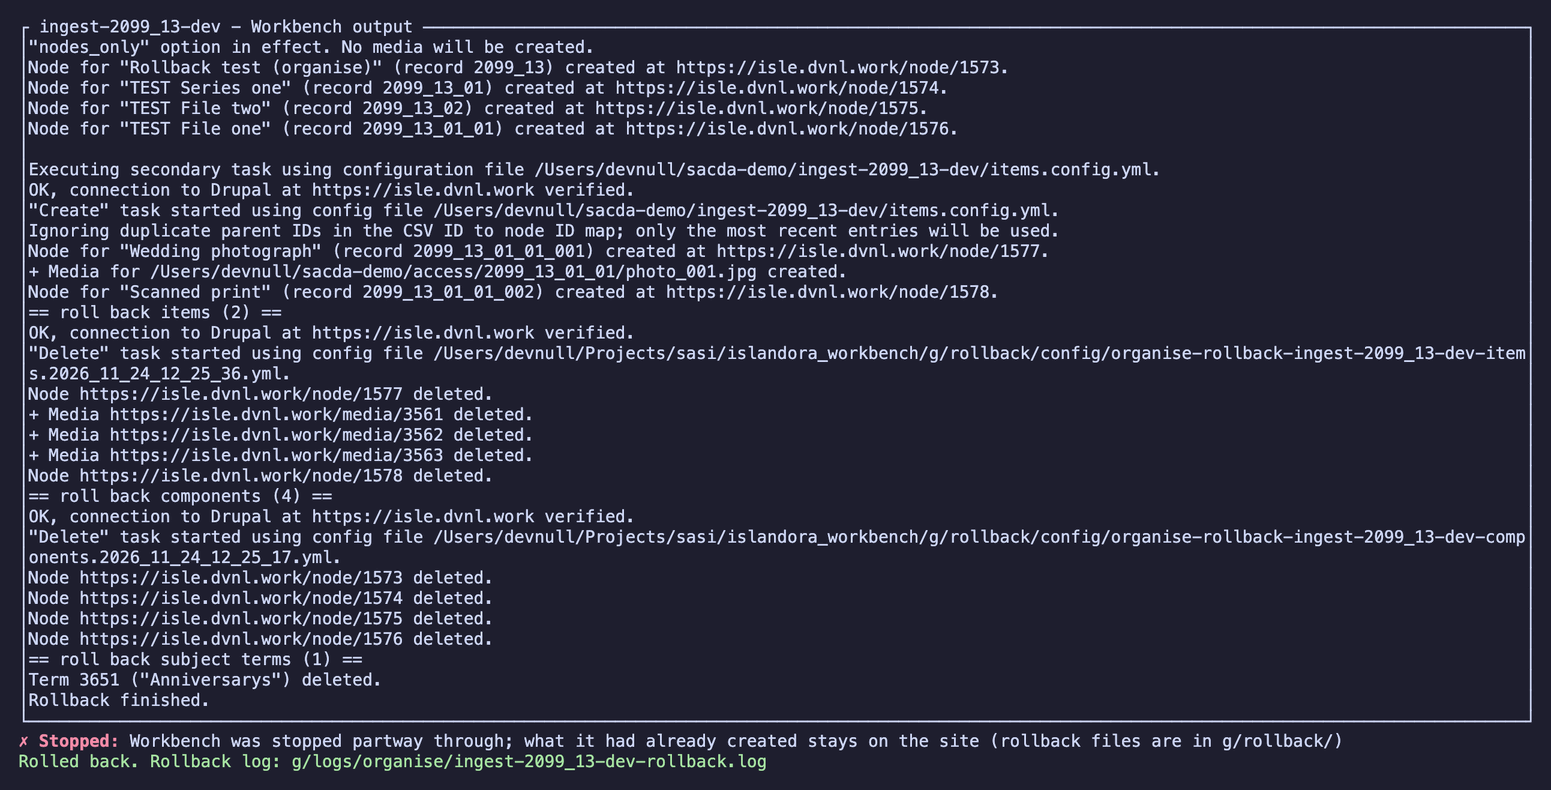 ingest-2099_13-dev — Workbench output
"nodes_only" option in effect. No media will be created.
Node for "Rollback test (organise)" (record 2099_13) created at https://isle.dvnl.work/node/1573.
Node for "TEST Series one" (record 2099_13_01) created at https://isle.dvnl.work/node/1574.
Node for "TEST File two" (record 2099_13_02) created at https://isle.dvnl.work/node/1575.
Node for "TEST File one" (record 2099_13_01_01) created at https://isle.dvnl.work/node/1576.
Executing secondary task using configuration file /Users/devnull/sacda-demo/ingest-2099_13-dev/items.config.yml.
OK, connection to Drupal at https://isle.dvnl.work verified.
"Create" task started using config file /Users/devnull/sacda-demo/ingest-2099_13-dev/items.config.yml.
Ignoring duplicate parent IDs in the CSV ID to node ID map; only the most recent entries will be used.
Node for "Wedding photograph" (record 2099_13_01_01_001) created at https://isle.dvnl.work/node/1577.
+ Media for /Users/devnull/sacda-demo/access/2099_13_01_01/photo_001.jpg created.
Node for "Scanned print" (record 2099_13_01_01_002) created at https://isle.dvnl.work/node/1578.
== roll back items (2) ==
OK, connection to Drupal at https://isle.dvnl.work verified.
"Delete" task started using config file /Users/devnull/Projects/sasi/islandora_workbench/g/rollback/config/organise-rollback-ingest-2099_13-dev-item
s.2026_11_24_12_25_36.yml.
Node https://isle.dvnl.work/node/1577 deleted.
+ Media https://isle.dvnl.work/media/3561 deleted.
+ Media https://isle.dvnl.work/media/3562 deleted.
+ Media https://isle.dvnl.work/media/3563 deleted.
Node https://isle.dvnl.work/node/1578 deleted.
== roll back components (4) ==
OK, connection to Drupal at https://isle.dvnl.work verified.
"Delete" task started using config file /Users/devnull/Projects/sasi/islandora_workbench/g/rollback/config/organise-rollback-ingest-2099_13-dev-comp
onents.2026_11_24_12_25_17.yml.
Node https://isle.dvnl.work/node/1573 deleted.
Node https://isle.dvnl.work/node/1574 deleted.
Node https://isle.dvnl.work/node/1575 deleted.
Node https://isle.dvnl.work/node/1576 deleted.
== roll back subject terms (1) ==
Term 3651 ("Anniversarys") deleted.
Rollback finished.
✗ Stopped: Workbench was stopped partway through; what it had already created stays on the site (rollback files are in g/rollback/)
Rolled back. Rollback log: g/logs/organise/ingest-2099_13-dev-rollback.log